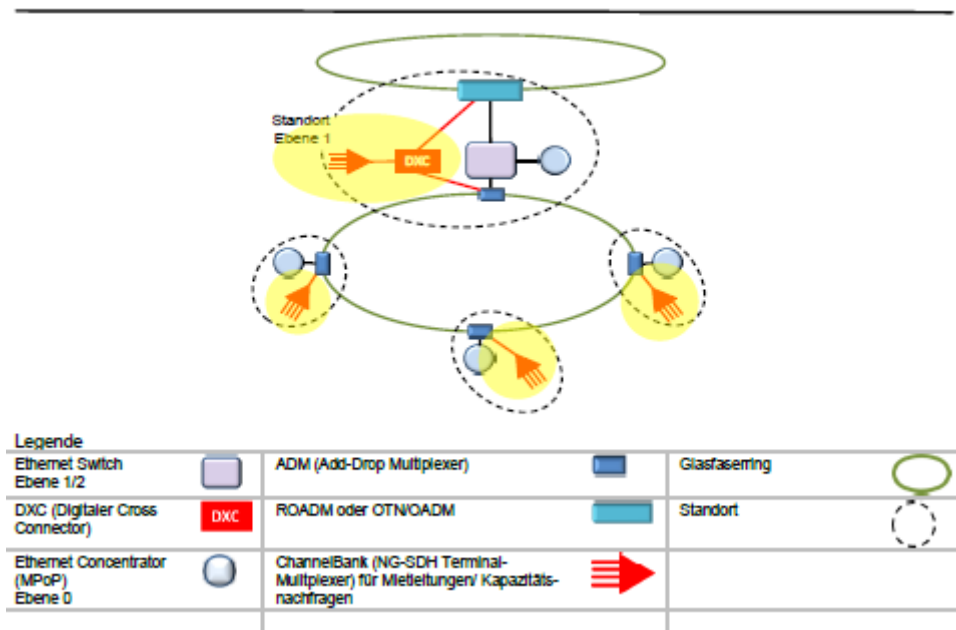 Standort
Ebene 1
DXC
Legende
Ethernet Switch
Ebene 1/2
ADM (Add-Drop Multiplexer)
Glasfaserring
DXC (Digitaler Cross
Connector)
DXC
ROADM oder OTN/OADM
Standort
Ethernet Concentrator
(MPoP)
Ebene 0
ChannelBank (NG-SDH Terminal-
Mulitplexer) für Mietleitungen/ Kapazitäts-
nachfragen